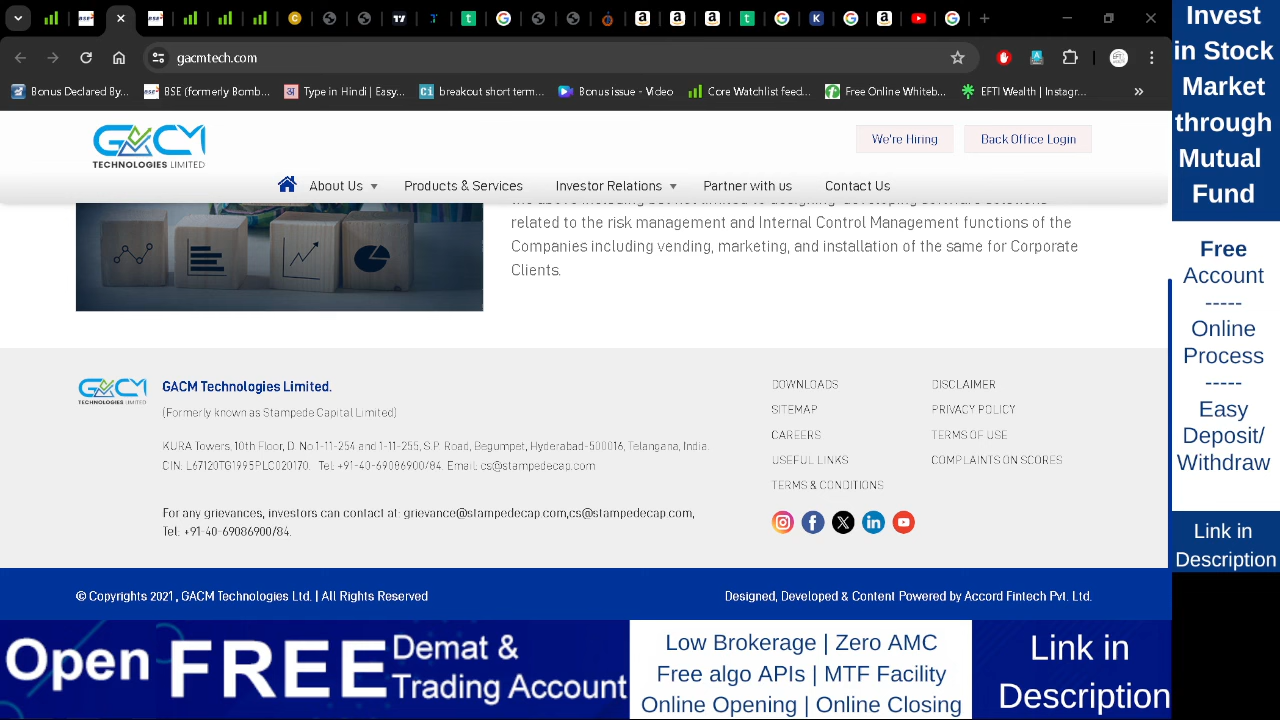 gacmtech.com
Bonus Declared By...
BSE (formerly Bomb...
Type in Hindi | Easy...
breakout short term...
Bonus issue - Video
Core Watchlist feed...
Free Online Whiteb...
EFTI Wealth | Instagr...
GACM
TECHNOLOGIES LIMITED
We're Hiring
Back Office Login
About Us
Products & Services
Investor Relations
Partner with us
Contact Us
related to the risk management and Internal Control Management functions of the
Companies including vending, marketing, and installation of the same for Corporate
Clients.
GACM
TECHNOLOGIES LIMITED
GACM Technologies Limited.
(Formerly known as Stampede Capital Limited)
KURA Towers, 10th Floor, D. No 1-11-254 and 1-11-255, S.P. Road, Begumpet, Hyderabad-500016, Telangana, India.
CIN: L67120TG1995PLC020170. Tel: +91-40-69086900/84. Email: cs@stampedecap.com
For any grievances, investors can contact at: grievance@stampedecap.com,cs@stampedecap.com,
Tel: +91-40-69086900/84.
DOWNLOADS
SITEMAP
CAREERS
USEFUL LINKS
TERMS & CONDITIONS
DISCLAIMER
PRIVACY POLICY
TERMS OF USE
COMPLAINTS ON SCORES
© Copyrights 2021, GACM Technologies Ltd. | All Rights Reserved
Designed, Developed & Content Powered by Accord Fintech Pvt. Ltd.
Invest
in Stock
Market
through
Mutual
Fund
Free
Account
-----
Online
Process
-----
Easy
Deposit/
Withdraw
Link in
Description
Open FREE Demat &
Trading Account
Low Brokerage | Zero AMC
Free algo APIs | MTF Facility
Online Opening | Online Closing
Link in
Description